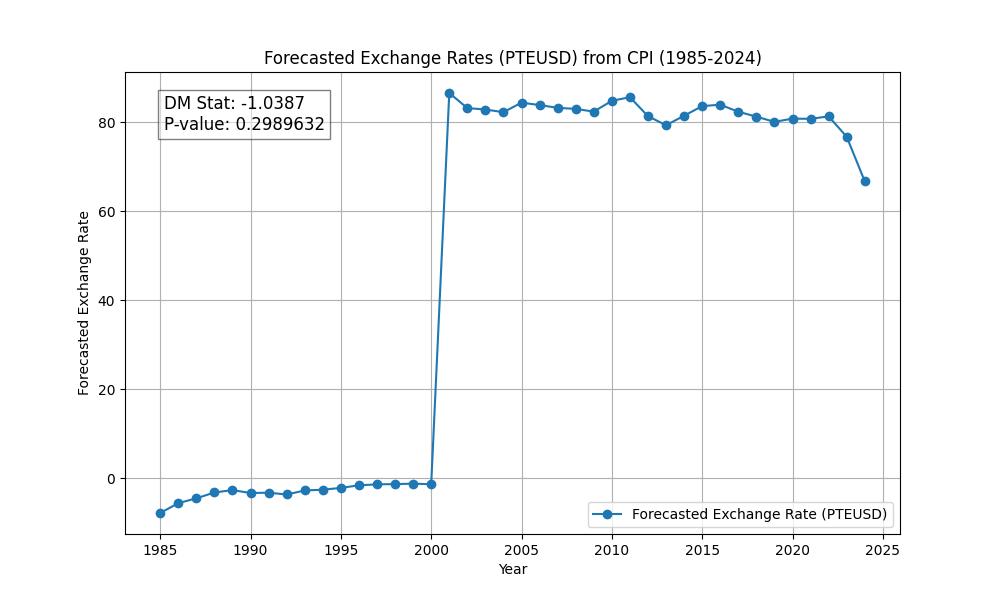 Forecasted Exchange Rates (PTEUSD) from CPI (1985-2024)
DM Stat: -1.0387
P-value: 0.2989632
Forecasted Exchange Rate
80
60
40
20
0
Forecasted Exchange Rate (PTEUSD)
1985 1990 1995 2000 2005 2010 2015 2020 2025
Year